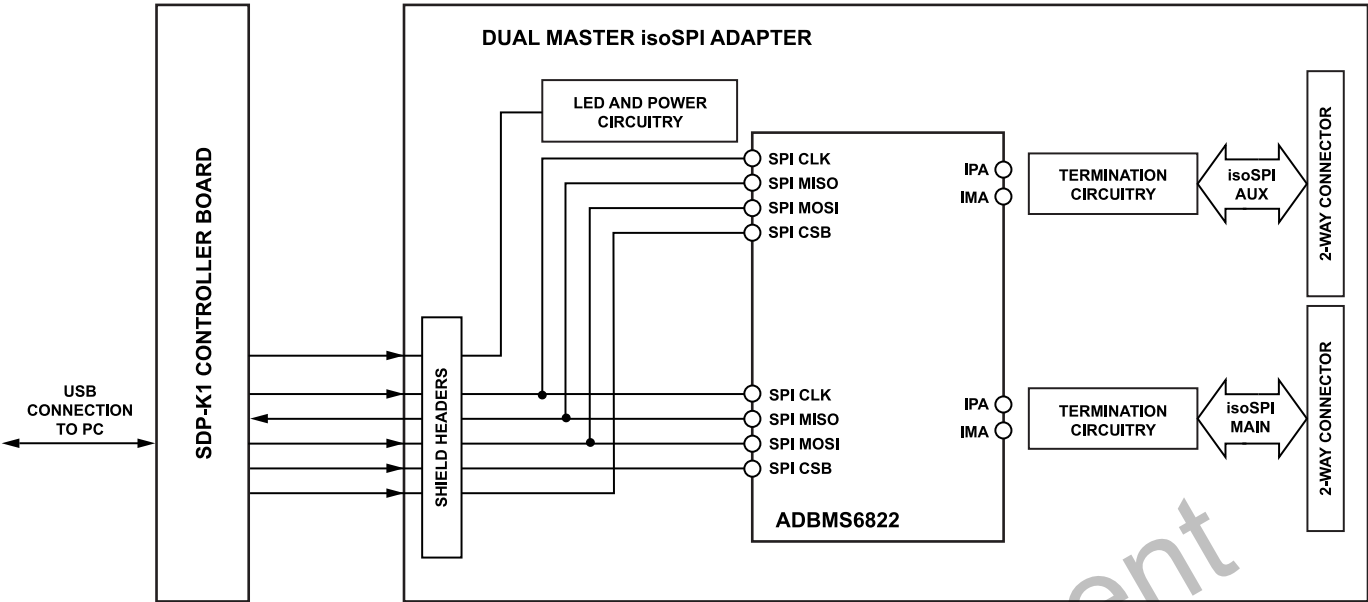 DUAL MASTER isoSPI ADAPTER
LED AND POWER
CIRCUITRY
SDP-K1 CONTROLLER BOARD
USB
CONNECTION
TO PC
SHIELD HEADERS
SPI CLK
SPI MISO
SPI MOSI
SPI CSB
IPA
IMA
TERMINATION
CIRCUITRY
isoSPI
AUX
2-WAY CONNECTOR
SPI CLK
SPI MISO
SPI MOSI
SPI CSB
IPA
IMA
TERMINATION
CIRCUITRY
isoSPI
MAIN
2-WAY CONNECTOR
ADBMS6822